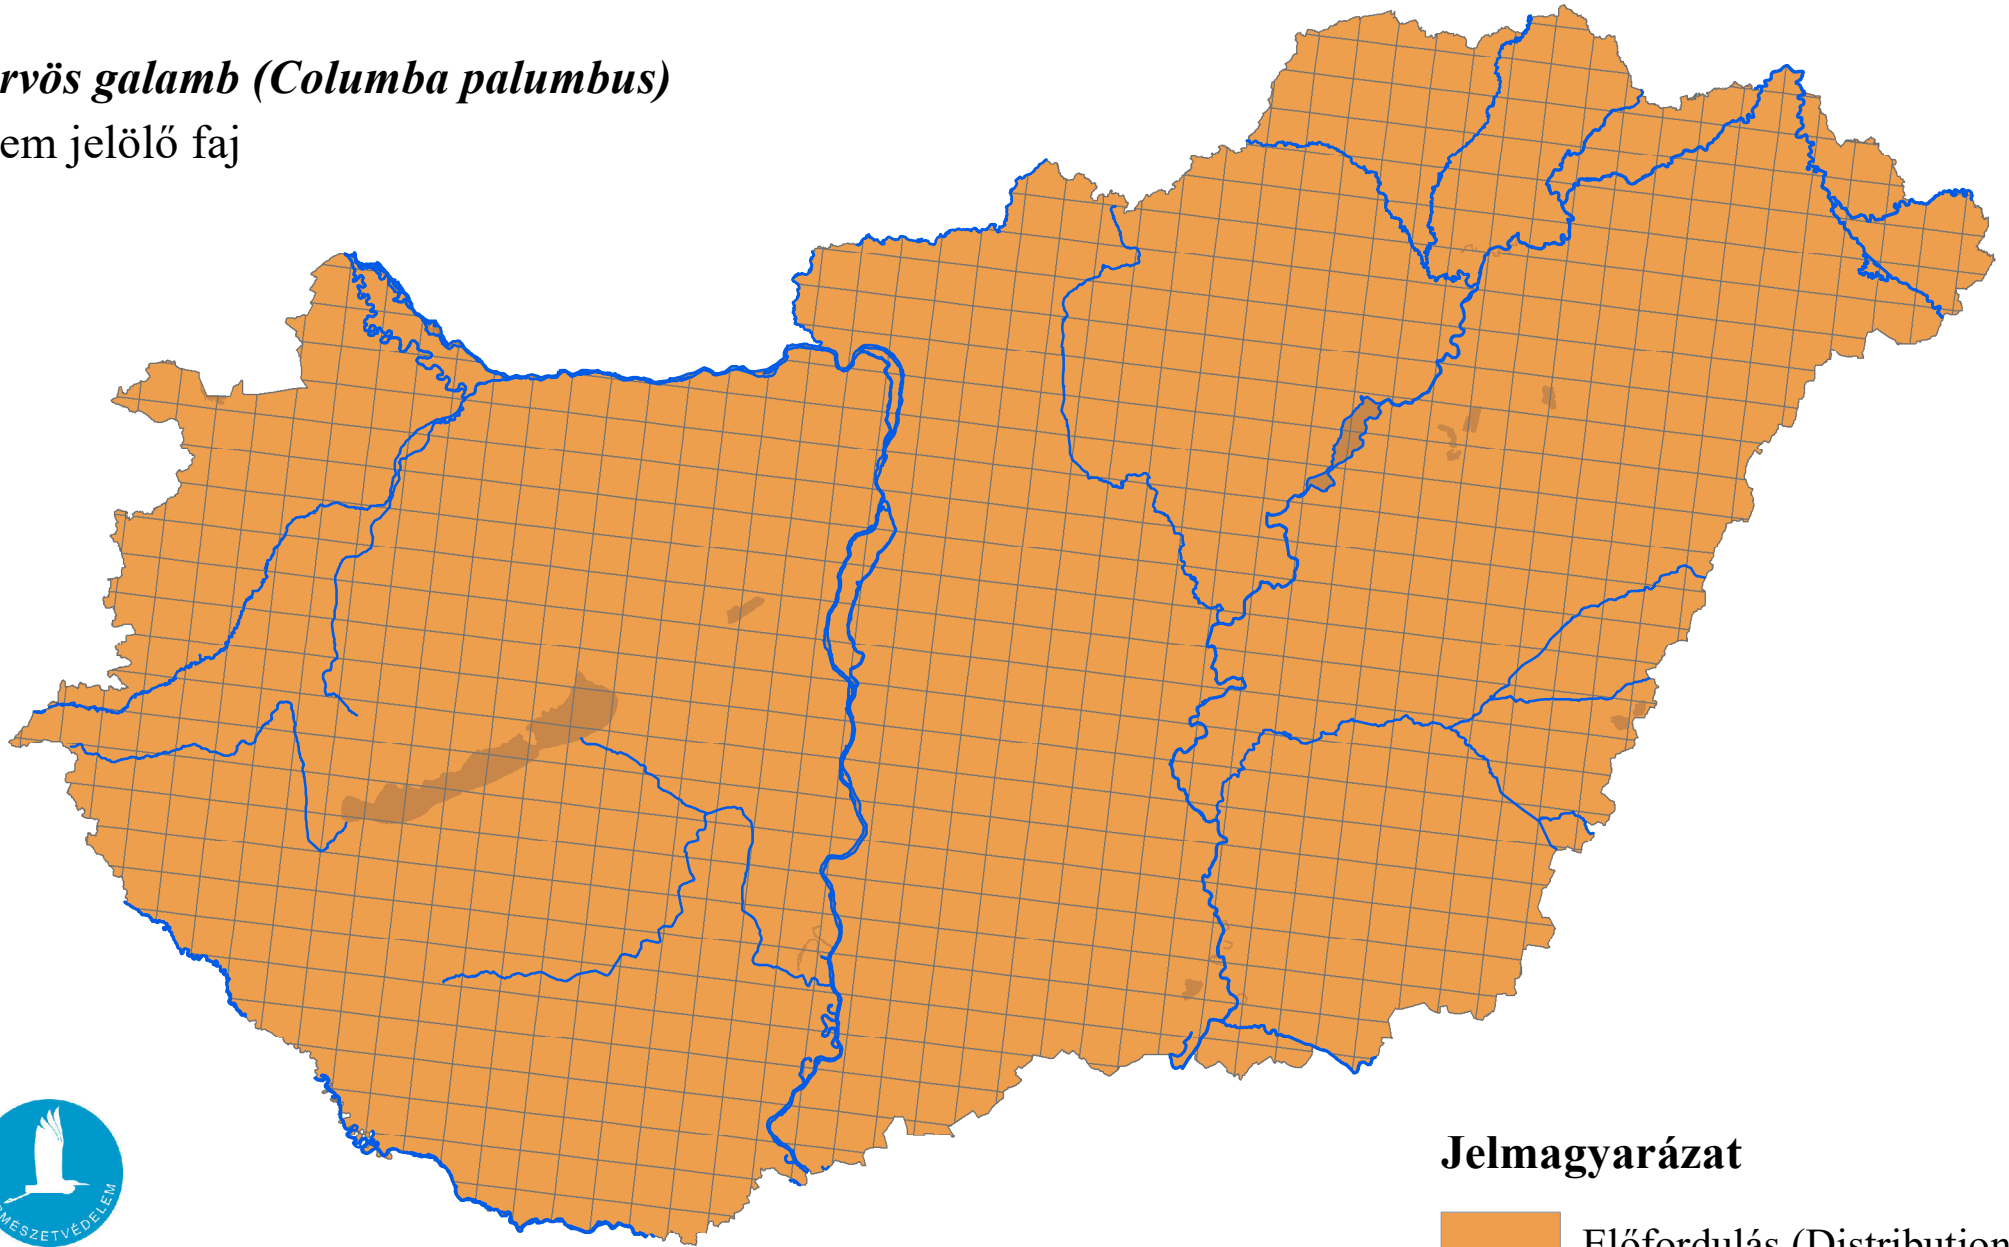 rvös galamb (Columba palumbus)
em jelölő faj
Jelmagyarázat
Előfordulás (Distribution
MÉSZETVÉDELEM